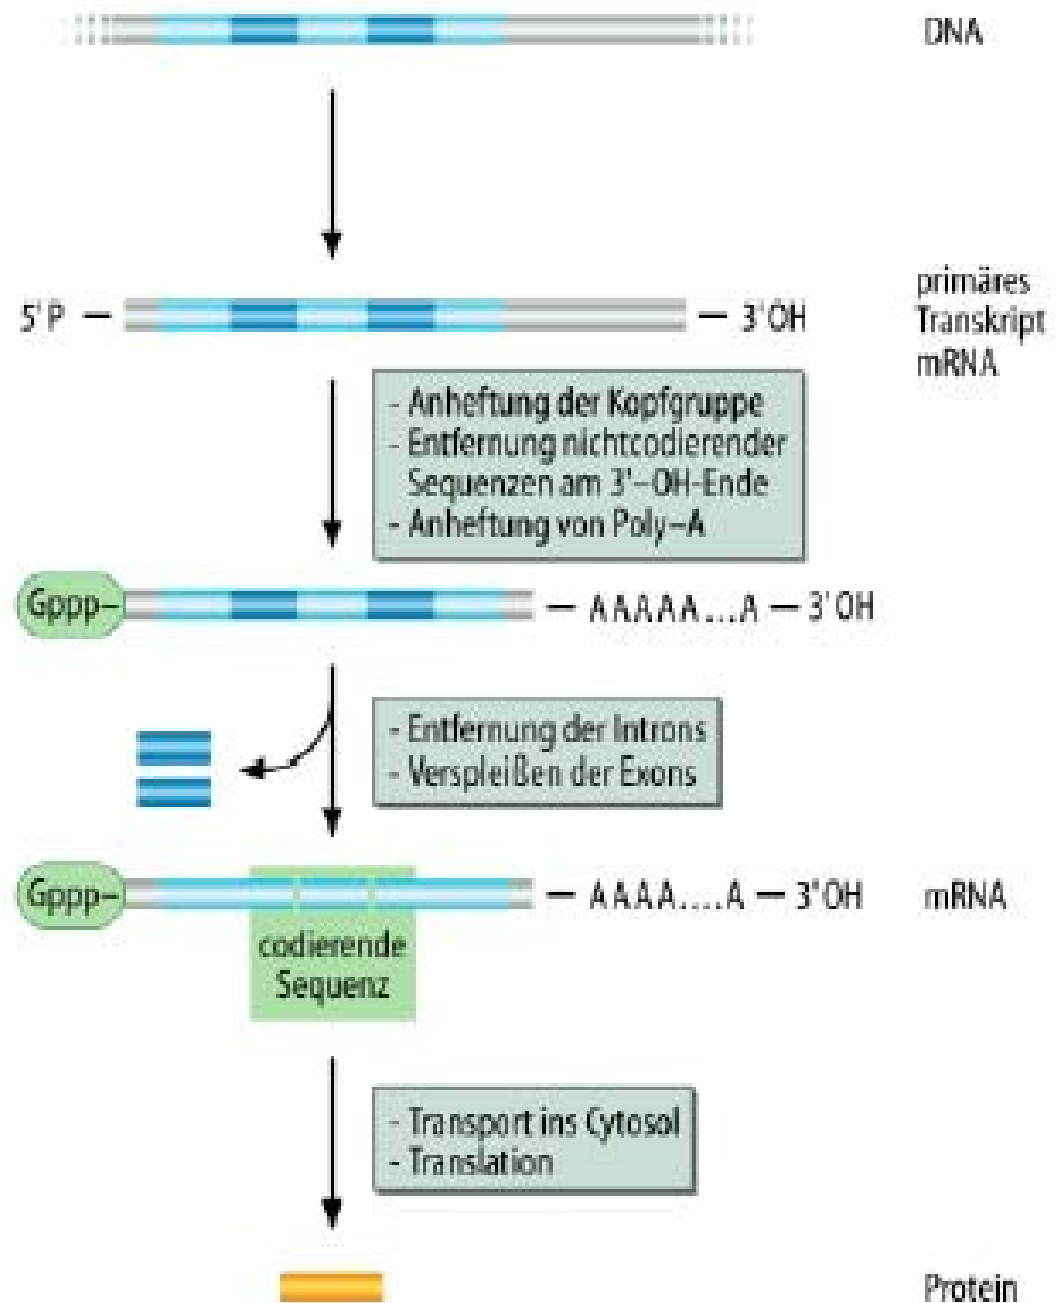 DNA
5' P — — 3' OH
primäres
Transkript
mRNA
- Anheftung der Kopfgruppe
- Entfernung nichtcodierender
Sequenzen am 3'–OH-Ende
- Anheftung von Poly–A
Gppp– — AAAAA...A — 3' OH
- Entfernung der Introns
- Verspleißen der Exons
Gppp– — AAAA....A — 3' OH mRNA
codierende
Sequenz
- Transport ins Cytosol
- Translation
Protein